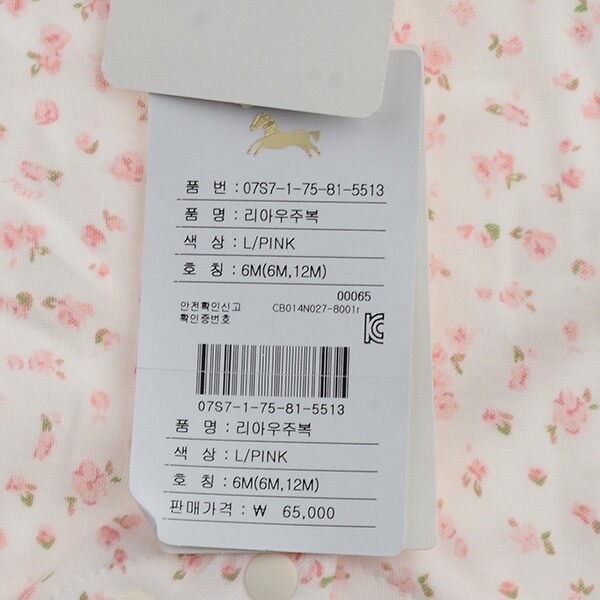 품 번 : 07S7-1-75-81-5513
품 명 : 리아우주복
색 상 : L/PINK
호 칭 : 6M(6M,12M)
00065
안전확인신고 CB014N027-8001r
확인증번호
07S7-1-75-81-5513
품 명 : 리아우주복
색 상 : L/PINK
호 칭 : 6M(6M,12M)
판매가격 : ₩ 65,000